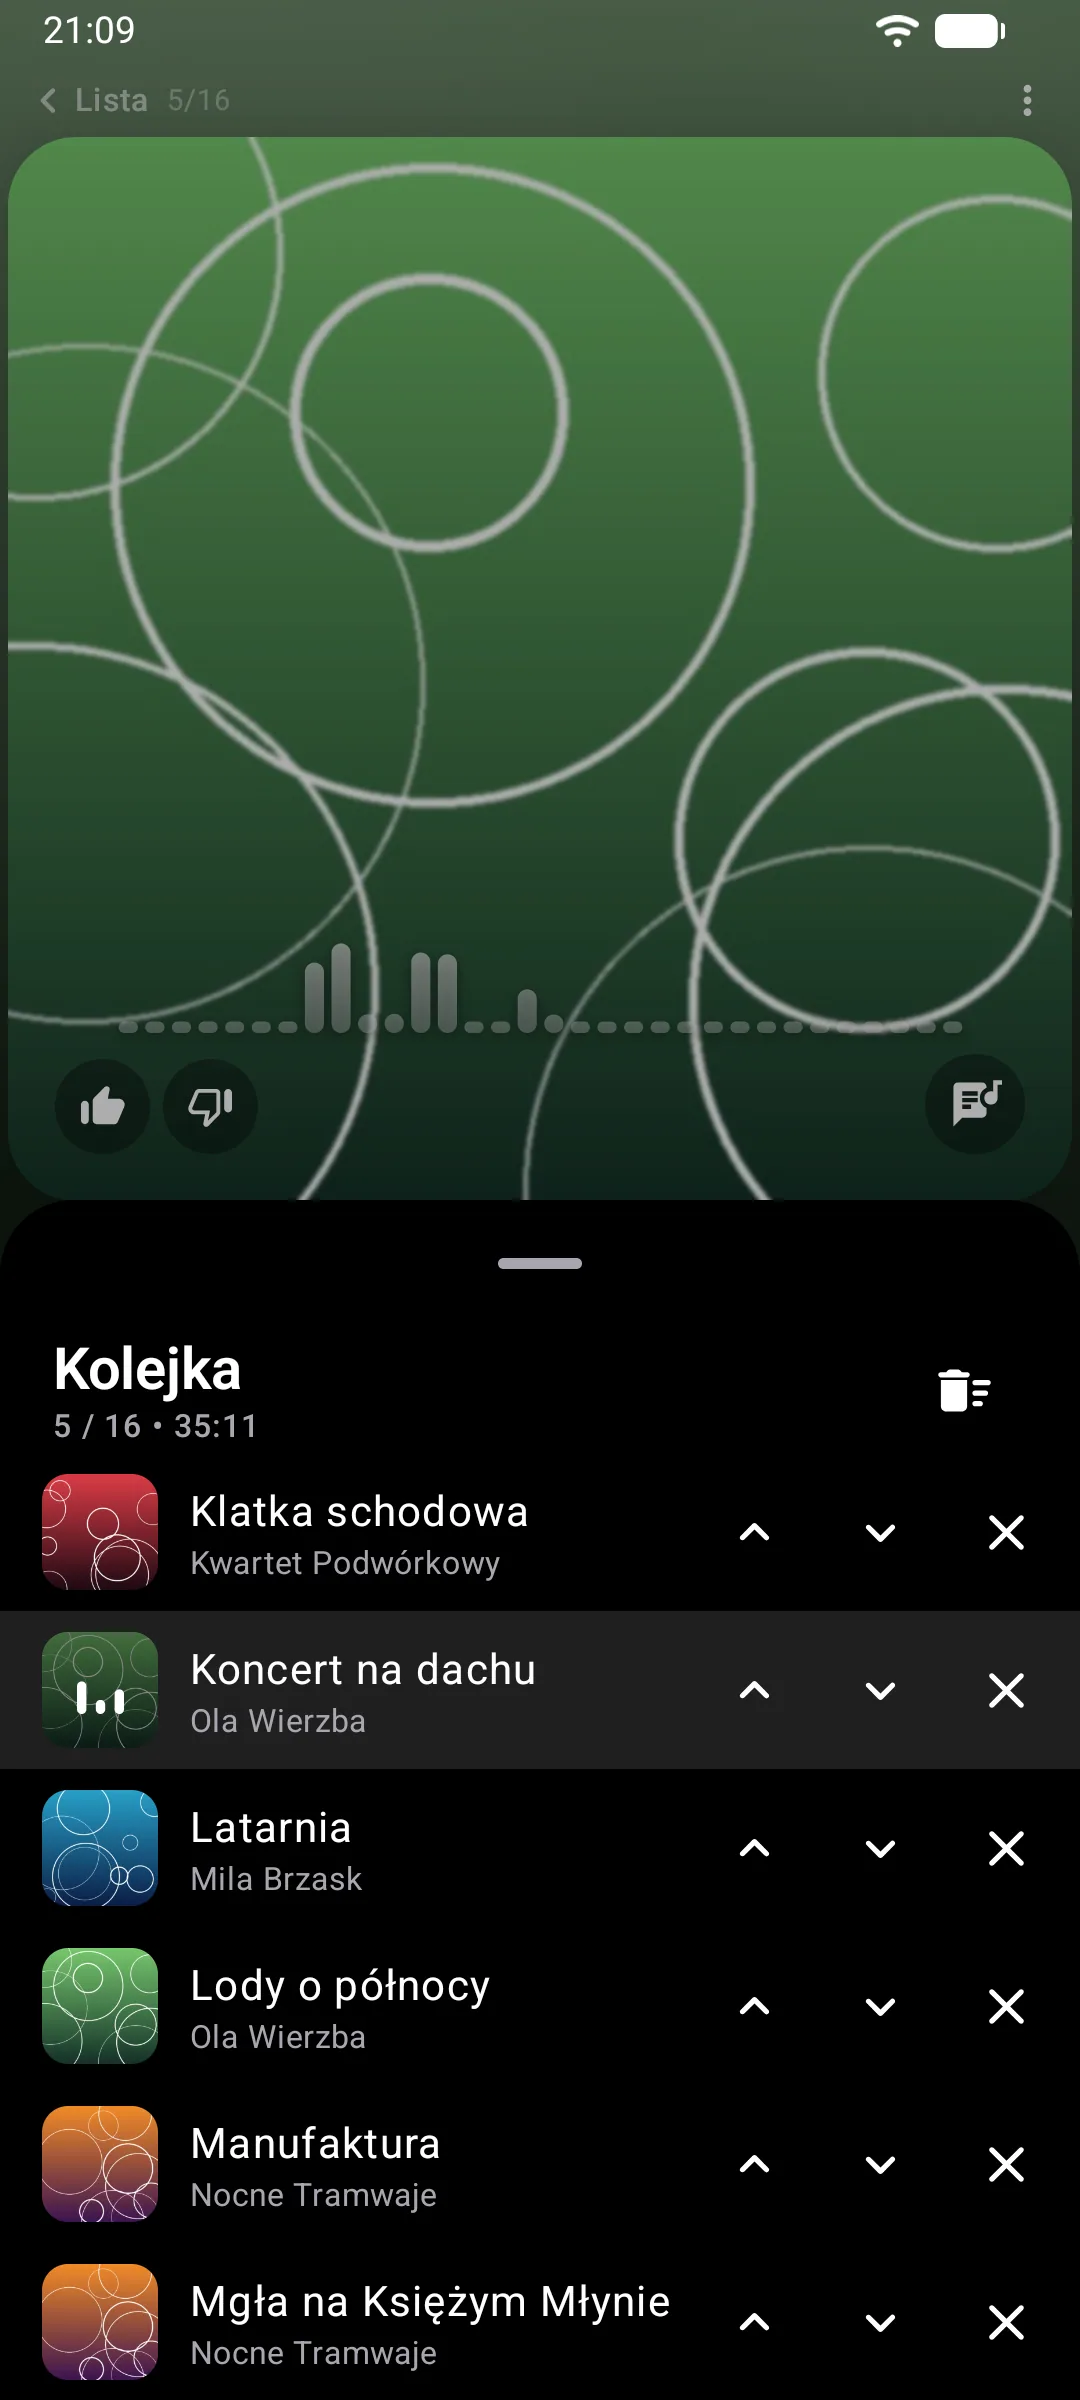 21:09
Lista 5/16
Kolejka
5 / 16 • 35:11
Klatka schodowa
Kwartet Podwórkowy
Koncert na dachu
Ola Wierzba
Latarnia
Mila Brzask
Lody o północy
Ola Wierzba
Manufaktura
Nocne Tramwaje
Mgła na Księżym Młynie
Nocne Tramwaje